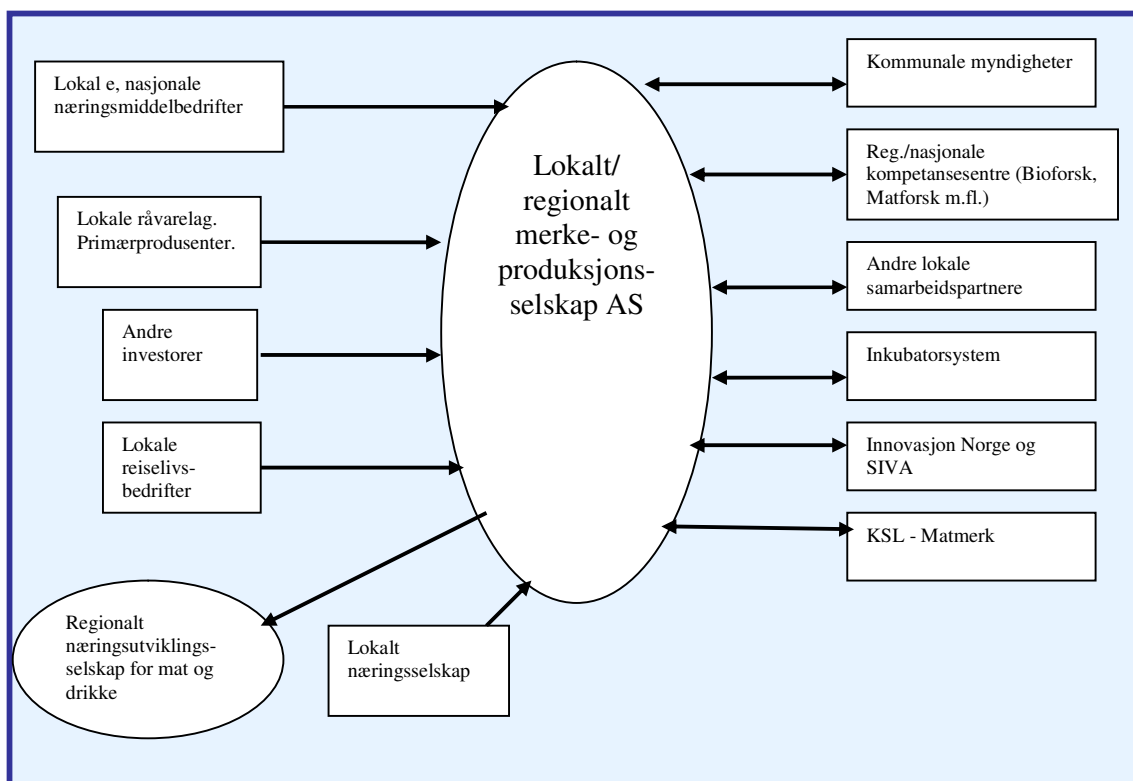 Lokal e, nasjonale
næringsmiddelbedrifter
Lokale råvarelag.
Primærprodusenter.
Andre
investorer
Lokale
reiselivs-
bedrifter
Regionalt
næringsutviklings-
selskap for mat og
drikke
Lokalt
næringsselskap
Lokalt/
regionalt
merke- og
produksjons-
selskap AS
Kommunale myndigheter
Reg./nasjonale
kompetansesentre (Bioforsk,
Matforsk m.fl.)
Andre lokale
samarbeidspartnere
Inkubatorsystem
Innovasjon Norge og
SIVA
KSL - Matmerk